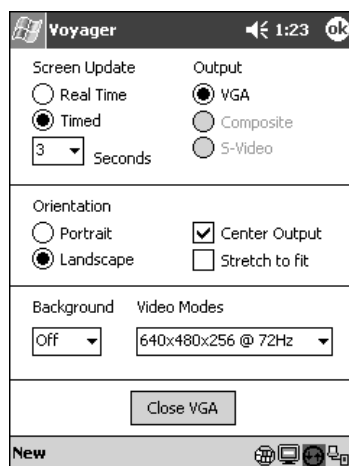 Voyager 1:23 ok
Screen Update Output
Real Time VGA
Timed Composite
3 Seconds S-Video
Orientation
Portrait Center Output
Landscape Stretch to fit
Background Video Modes
Off 640x480x256 @ 72Hz
Close VGA
New